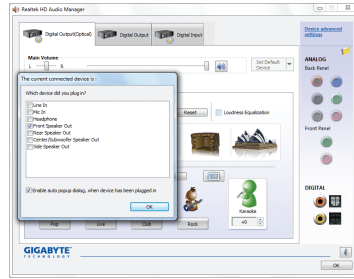 Realtek HD Audio Manager
Digital Output(Optical)
Digital Output
Digital Input
Device advanced
settings
Main Volume
L
R
Set Default
Device
ANALOG
Back Panel
The current connected device is :
Which device did you plug in?
Line In
Mic In
Headphone
Front Speaker Out
Rear Speaker Out
Center/Subwoofer Speaker Out
Side Speaker Out
Enable auto popup dialog, when device has been plugged in
OK
Reset
Loudness Equalization
Front Panel
DIGITAL
Karaoke
Pop
Live
Club
Rock
+0
GIGABYTE
TECHNOLOGY
OK